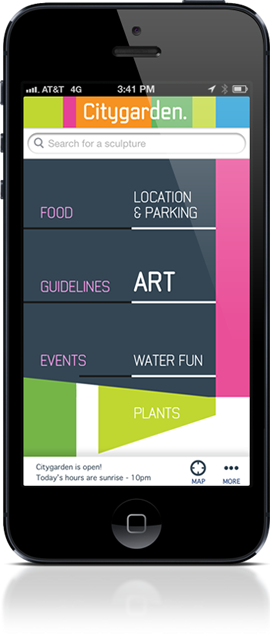 AT&T 4G 3:41 PM
Citygarden.
Search for a sculpture
LOCATION
& PARKING
FOOD
GUIDELINES
ART
EVENTS
WATER FUN
PLANTS
Citygarden is open!
Today's hours are sunrise - 10pm
MAP
MORE